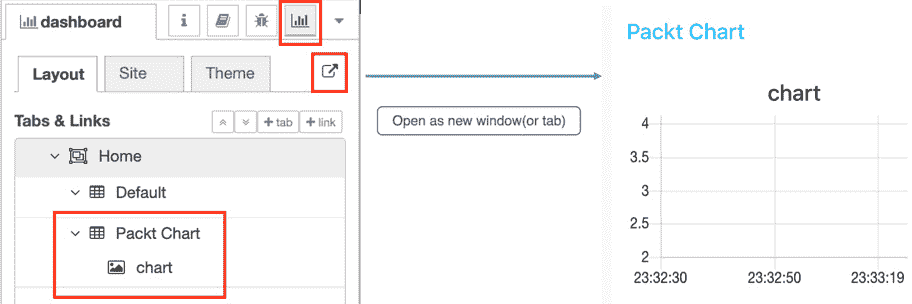 dashboard
Layout
Site
Theme
Tabs & Links
+ tab
+ link
Home
Default
Packt Chart
chart
Open as new window(or tab)
Packt Chart
chart
4
3.5
3
2.5
2
23:32:30
23:32:50
23:33:19